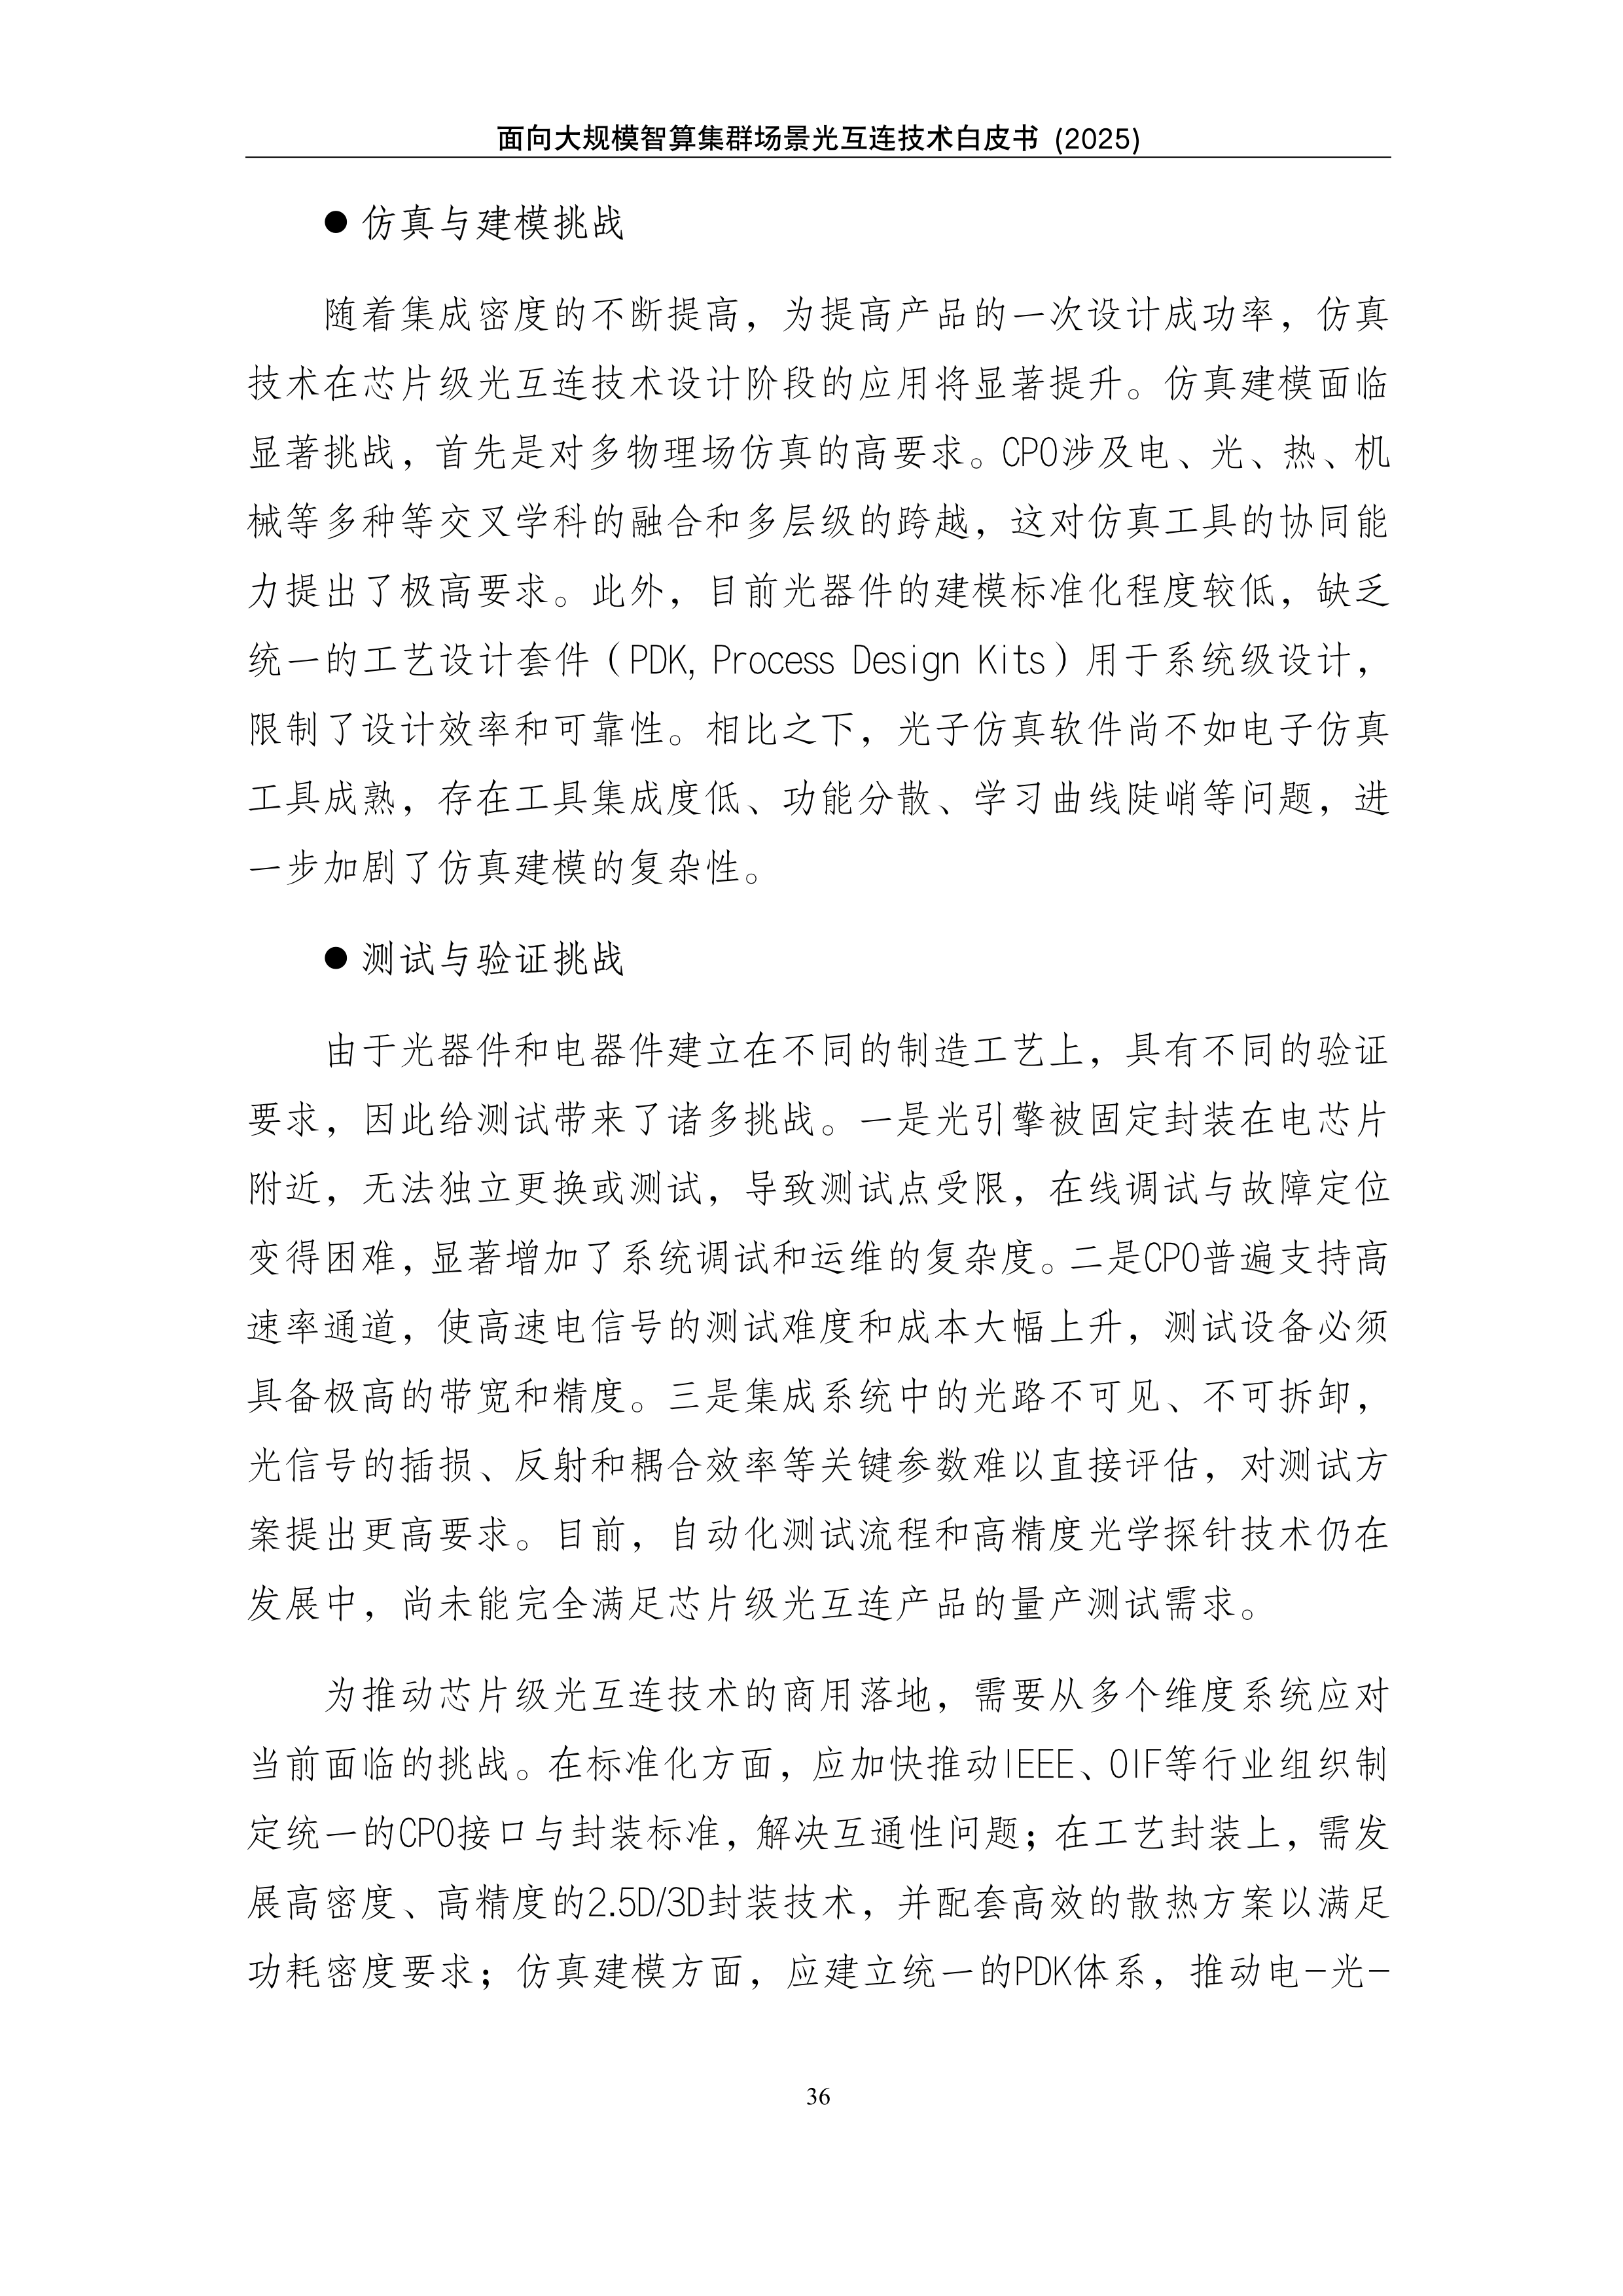 面向大规模智算集群场景光互连技术白皮书 (2025)
● 仿真与建模挑战
随着集成密度的不断提高，为提高产品的一次设计成功率，仿真
技术在芯片级光互连技术设计阶段的应用将显著提升。仿真建模面临
显著挑战，首先是对多物理场仿真的高要求。CPO涉及电、光、热、机
械等多种等交叉学科的融合和多层级的跨越，这对仿真工具的协同能
力提出了极高要求。此外，目前光器件的建模标准化程度较低，缺乏
统一的工艺设计套件（PDK, Process Design Kits）用于系统级设计，
限制了设计效率和可靠性。相比之下，光子仿真软件尚不如电子仿真
工具成熟，存在工具集成度低、功能分散、学习曲线陡峭等问题，进
一步加剧了仿真建模的复杂性。
● 测试与验证挑战
由于光器件和电器件建立在不同的制造工艺上，具有不同的验证
要求，因此给测试带来了诸多挑战。一是光引擎被固定封装在电芯片
附近，无法独立更换或测试，导致测试点受限，在线调试与故障定位
变得困难，显著增加了系统调试和运维的复杂度。二是CPO普遍支持高
速率通道，使高速电信号的测试难度和成本大幅上升，测试设备必须
具备极高的带宽和精度。三是集成系统中的光路不可见、不可拆卸，
光信号的插损、反射和耦合效率等关键参数难以直接评估，对测试方
案提出更高要求。目前，自动化测试流程和高精度光学探针技术仍在
发展中，尚未能完全满足芯片级光互连产品的量产测试需求。
为推动芯片级光互连技术的商用落地，需要从多个维度系统应对
当前面临的挑战。在标准化方面，应加快推动IEEE、OIF等行业组织制
定统一的CPO接口与封装标准，解决互通性问题；在工艺封装上，需发
展高密度、高精度的2.5D/3D封装技术，并配套高效的散热方案以满足
功耗密度要求；仿真建模方面，应建立统一的PDK体系，推动电-光-
36